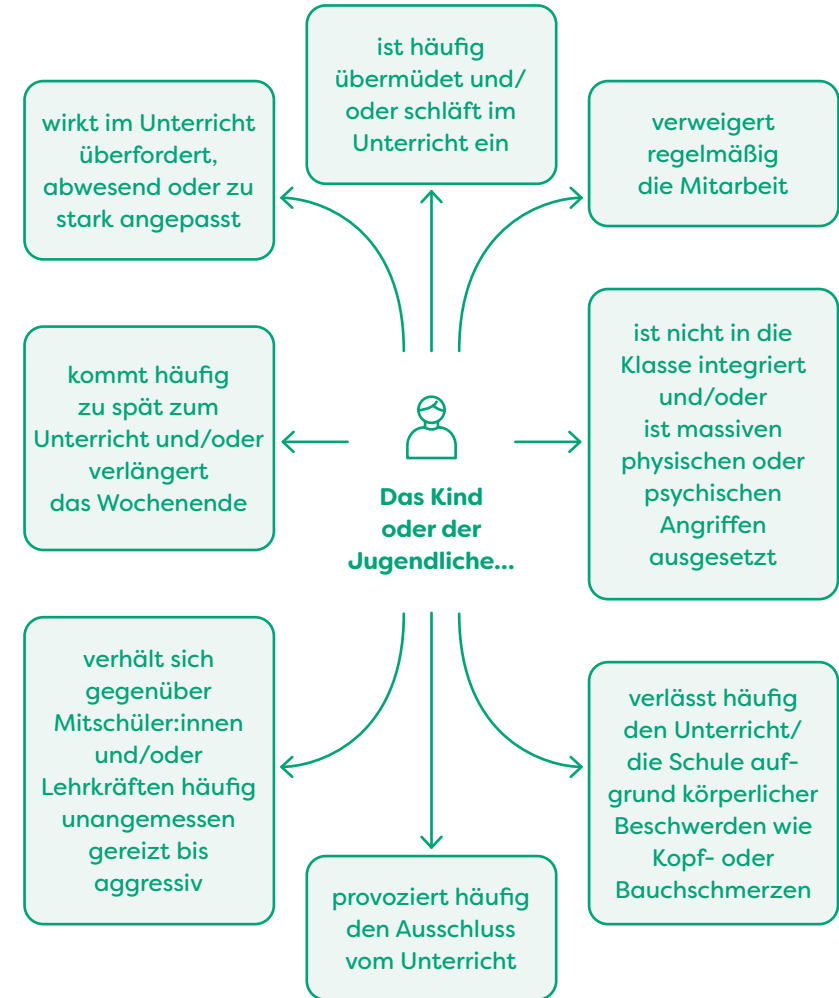 ist häufig
übermüdet und/
oder schläft im
Unterricht ein
wirkt im Unterricht
überfordert,
abwesend oder zu
stark angepasst
verweigert
regelmäßig
die Mitarbeit
kommt häufig
zu spät zum
Unterricht und/oder
verlängert
das Wochenende
Das Kind
oder der
Jugendliche...
ist nicht in die
Klasse integriert
und/oder
ist massiven
physischen oder
psychischen
Angriffen
ausgesetzt
verhält sich
gegenüber
Mitschüler:innen
und/oder
Lehrkräften häufig
unangemessen
gereizt bis
aggressiv
provoziert häufig
den Ausschluss
vom Unterricht
verlässt häufig
den Unterricht/
die Schule auf-
grund körperlicher
Beschwerden wie
Kopf- oder
Bauchschmerzen